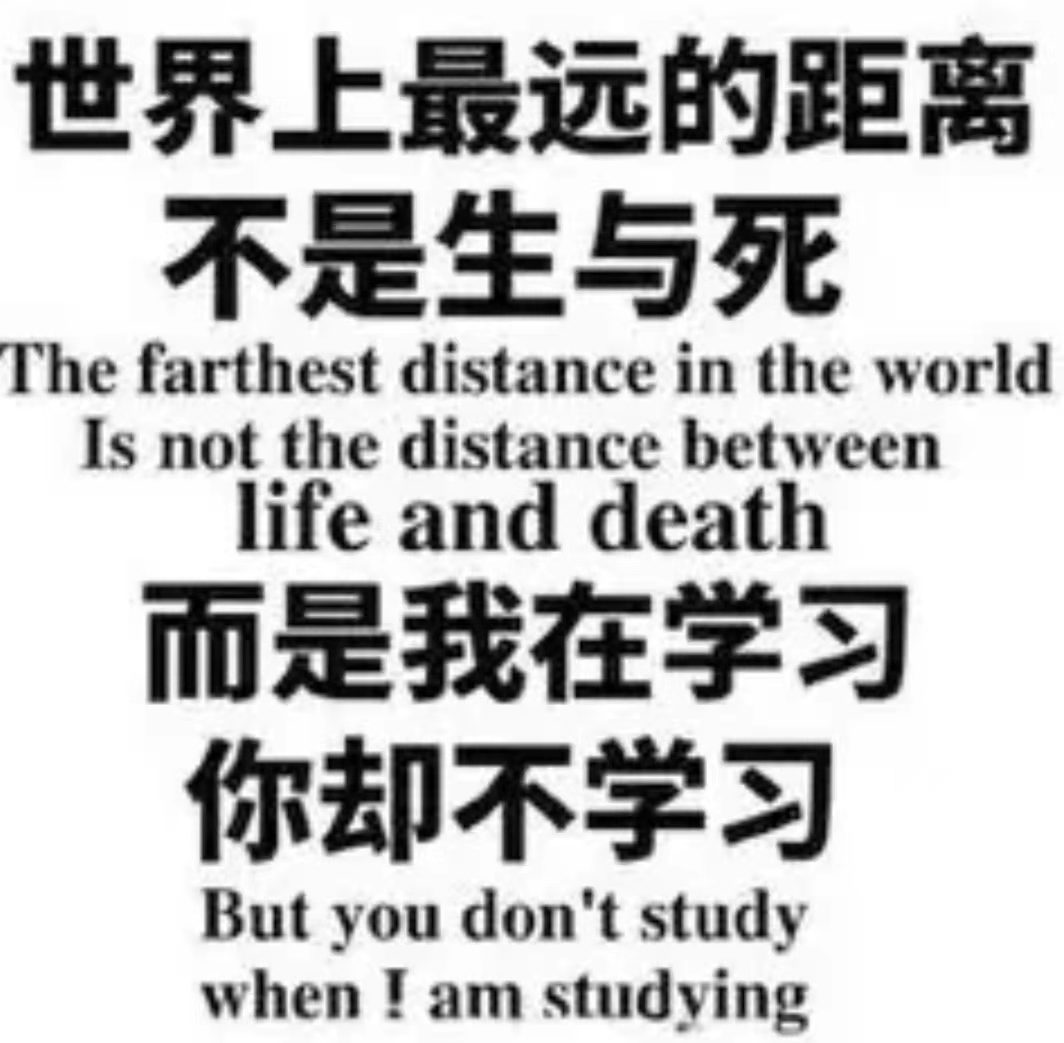 世界上最远的距离
不是生与死
The farthest distance in the world
Is not the distance between
life and death
而是我在学习
你却不学习
But you don't study
when ! am studying